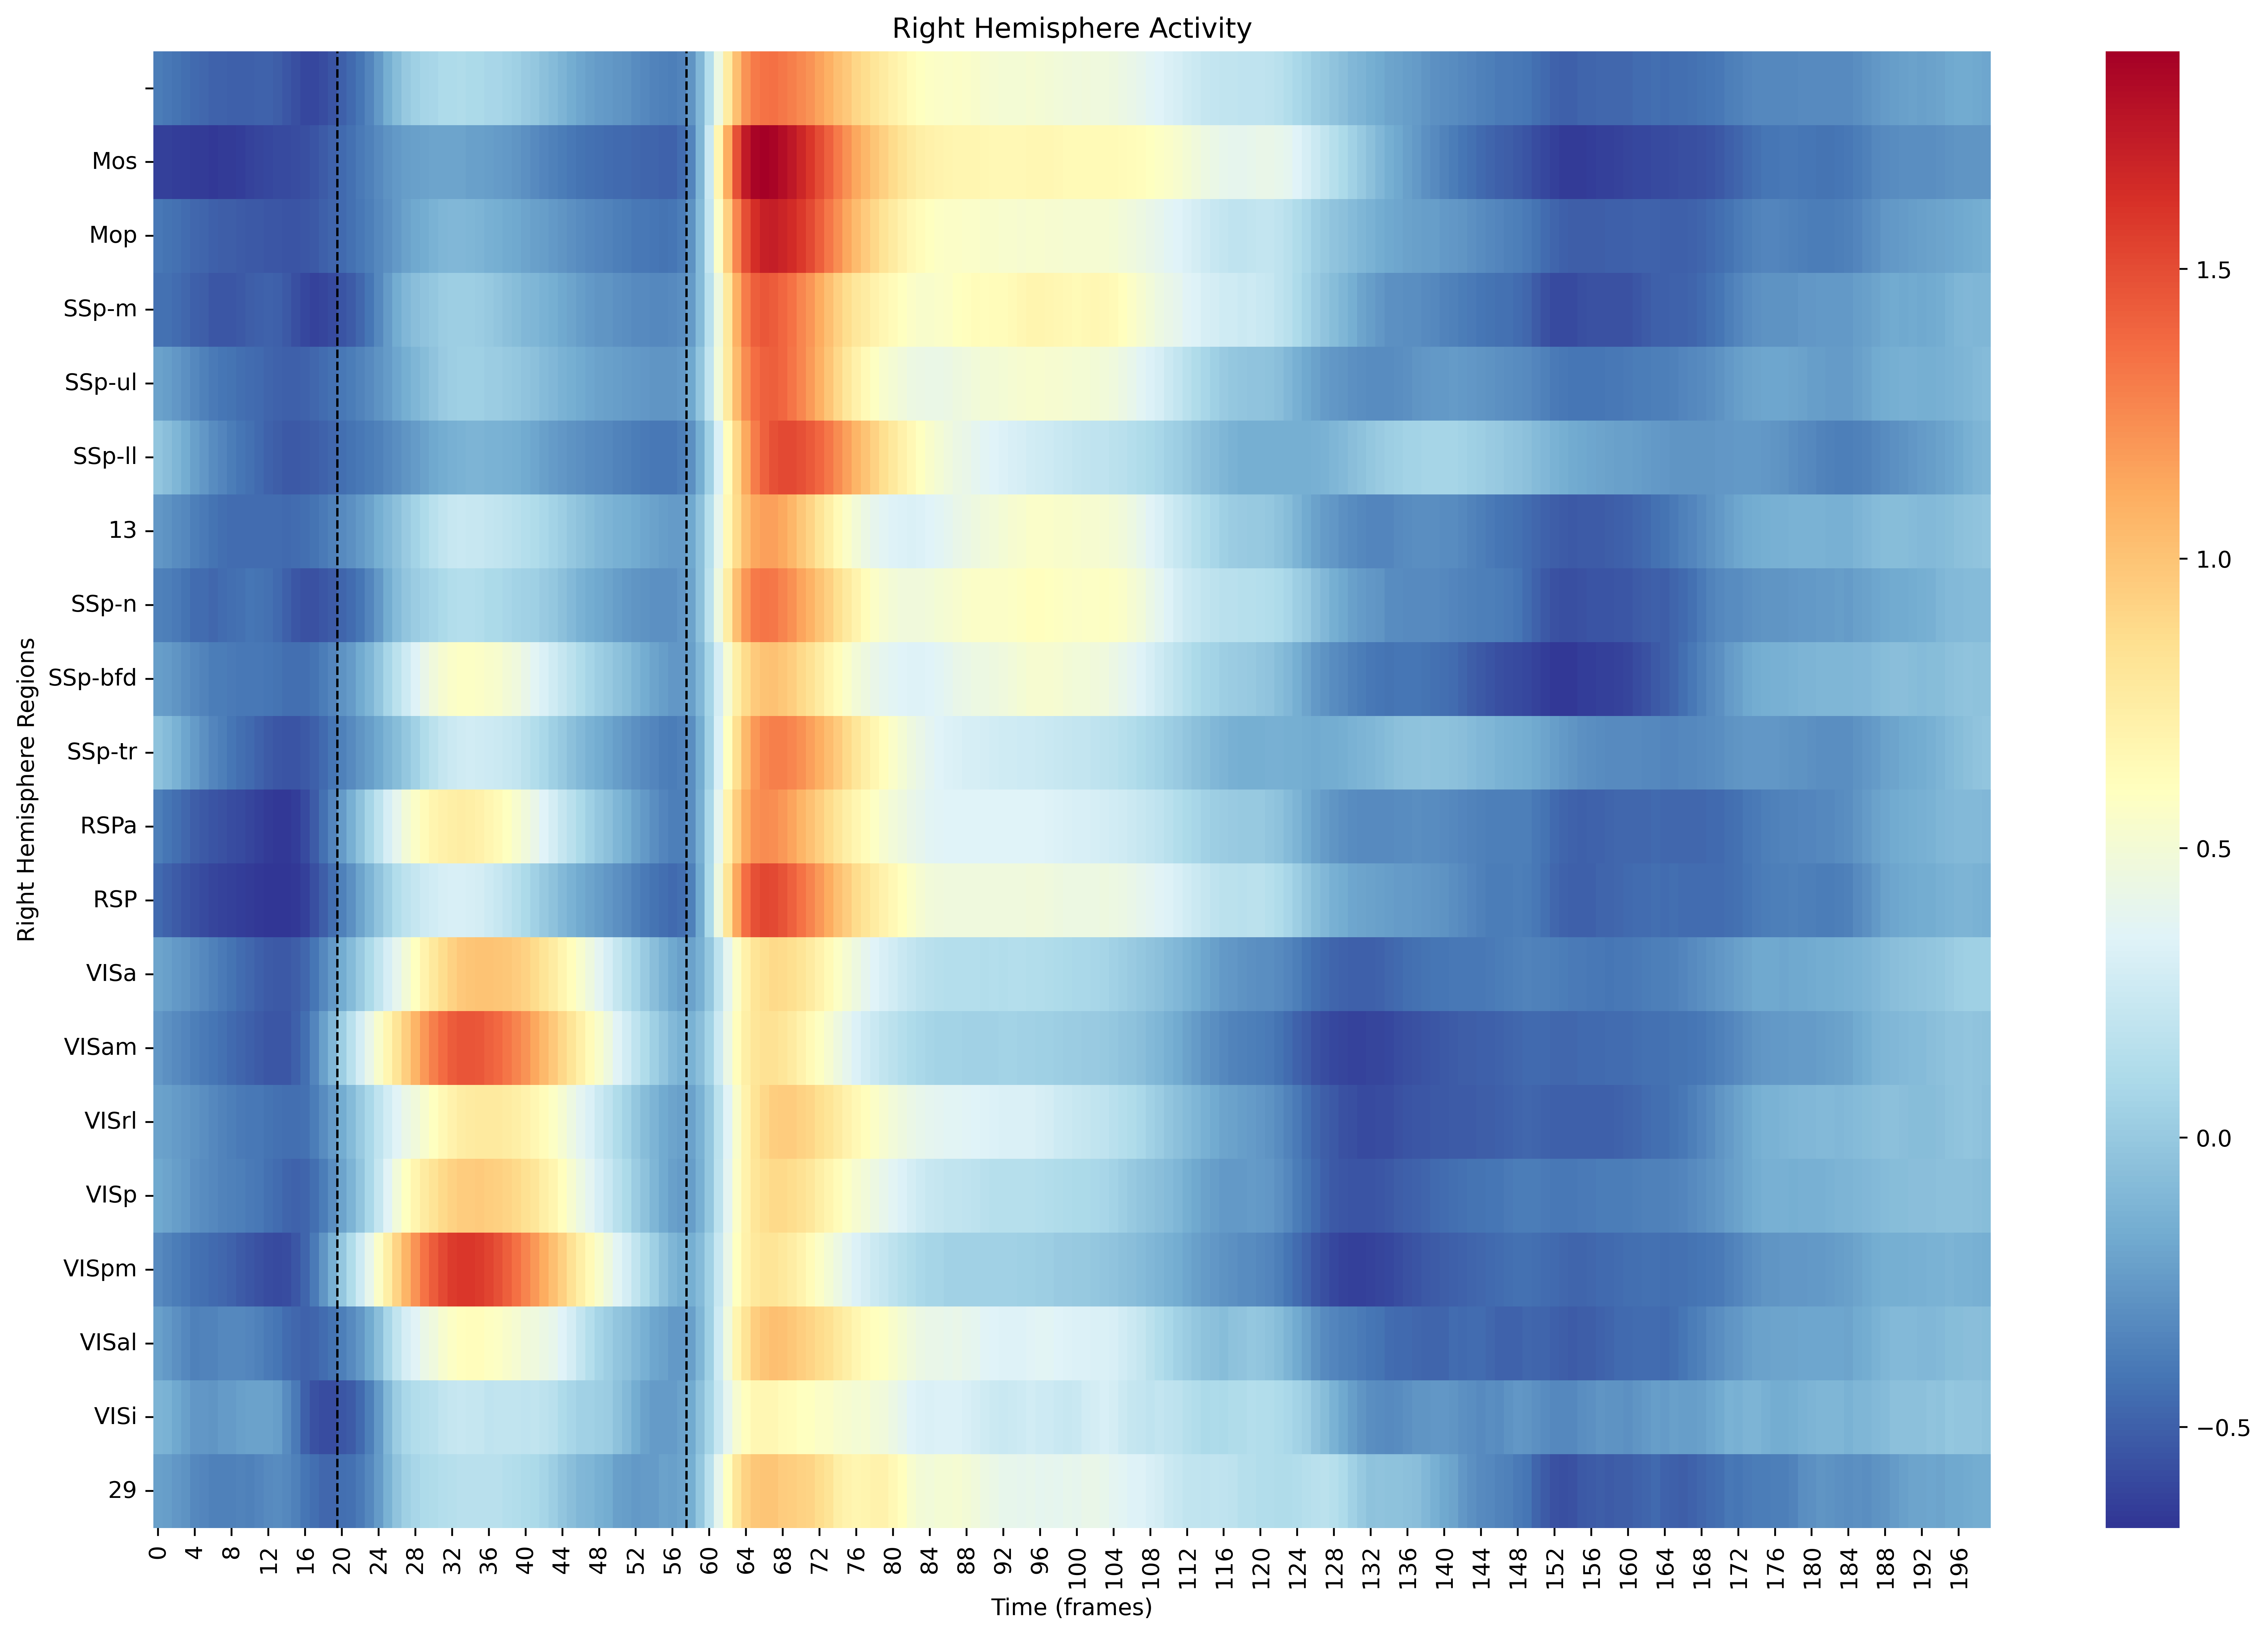 Right Hemisphere Activity
Right Hemisphere Regions
Mos
Mop
SSp-m
SSp-ul
SSp-ll
13
SSp-n
SSp-bfd
SSp-tr
RSPa
RSP
VISa
VISam
VISrl
VISp
VISpm
VISal
VISi
29
0 4 8 12 16 20 24 28 32 36 40 44 48 52 56 60 64 68 72 76 80 84 88 92 96 100 104 108 112 116 120 124 128 132 136 140 144 148 152 156 160 164 168 172 176 180 184 188 192 196
Time (frames)
1.5
1.0
0.5
0.0
−0.5